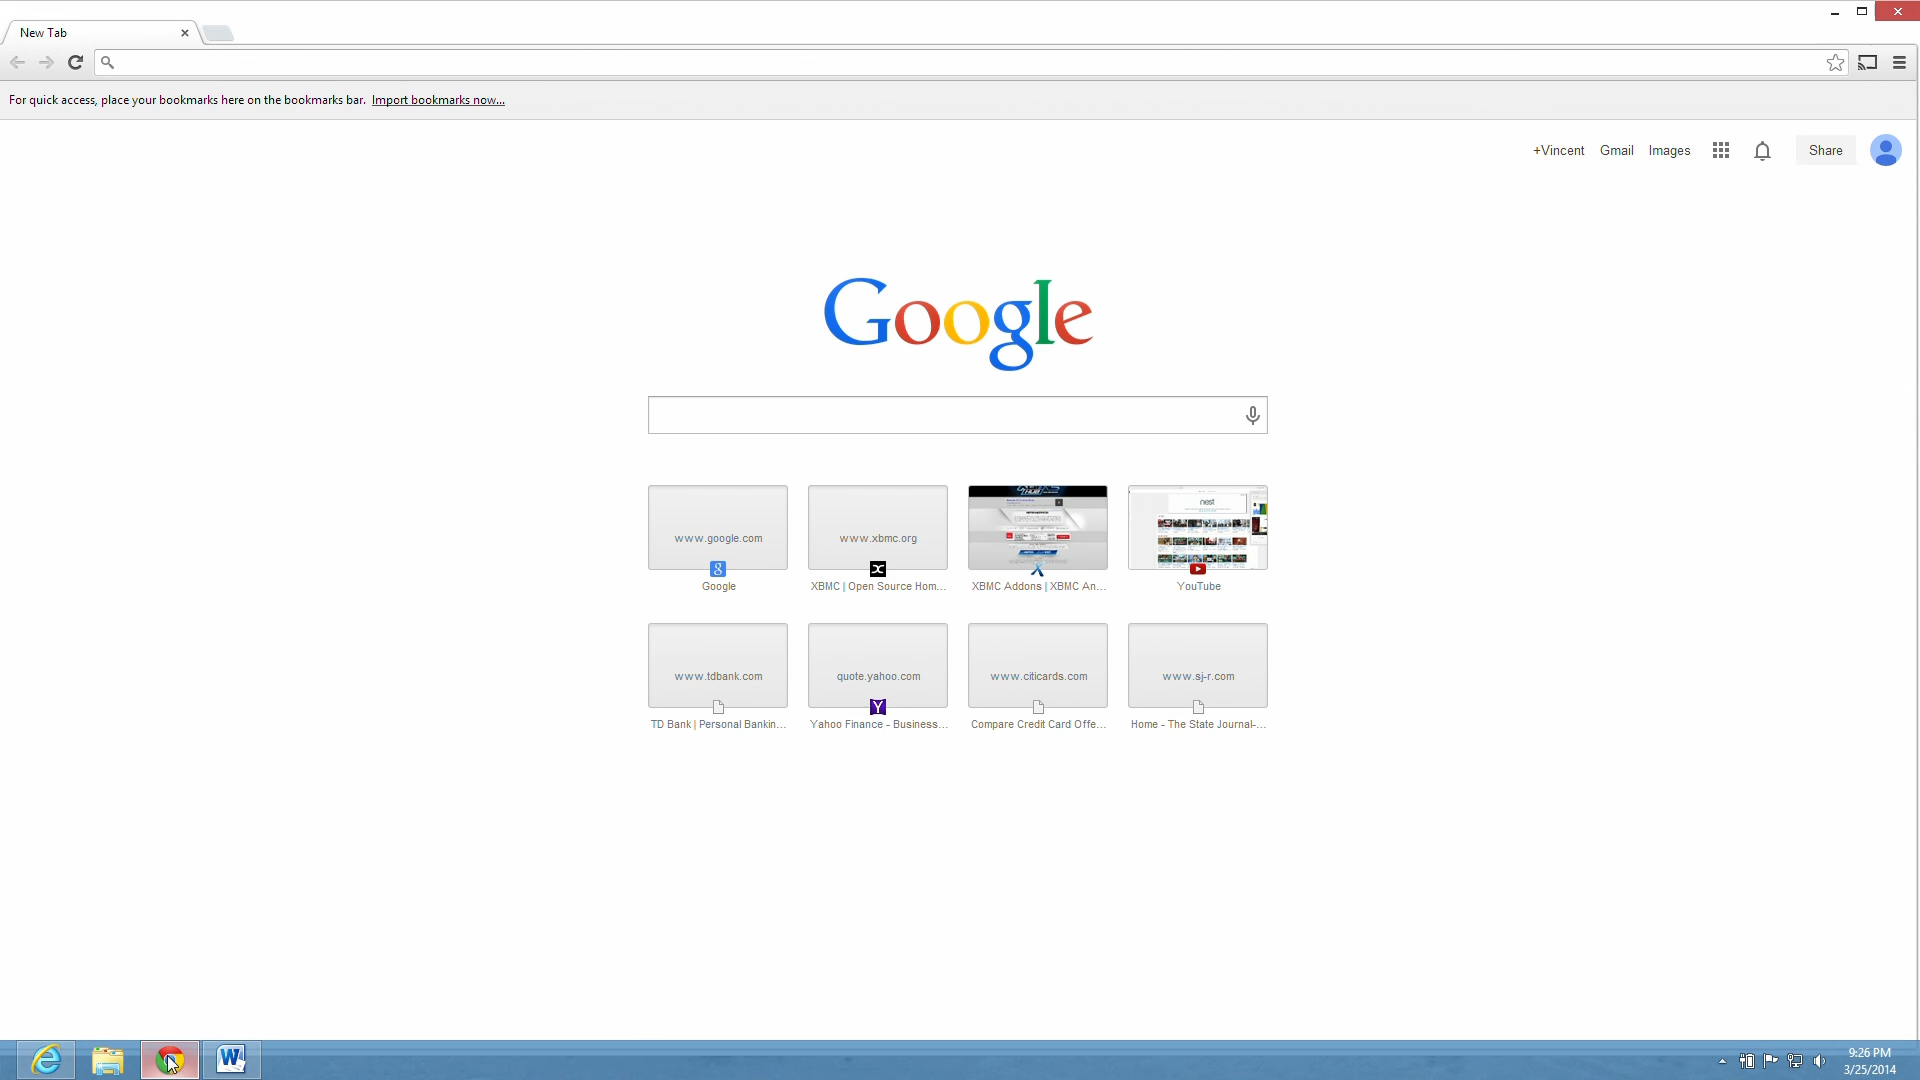 New Tab
For quick access, place your bookmarks here on the bookmarks bar. Import bookmarks now...
+Vincent Gmail Images Share
Google
www.google.com www.xbmc.org nest
Google XBMC | Open Source Hom... XBMC Addons | XBMC An... YouTube
www.tdbank.com quote.yahoo.com www.citicards.com www.sj-r.com
TD Bank | Personal Bankin... Yahoo Finance - Business... Compare Credit Card Offe... Home - The State Journal-...
9:26 PM
3/25/2014